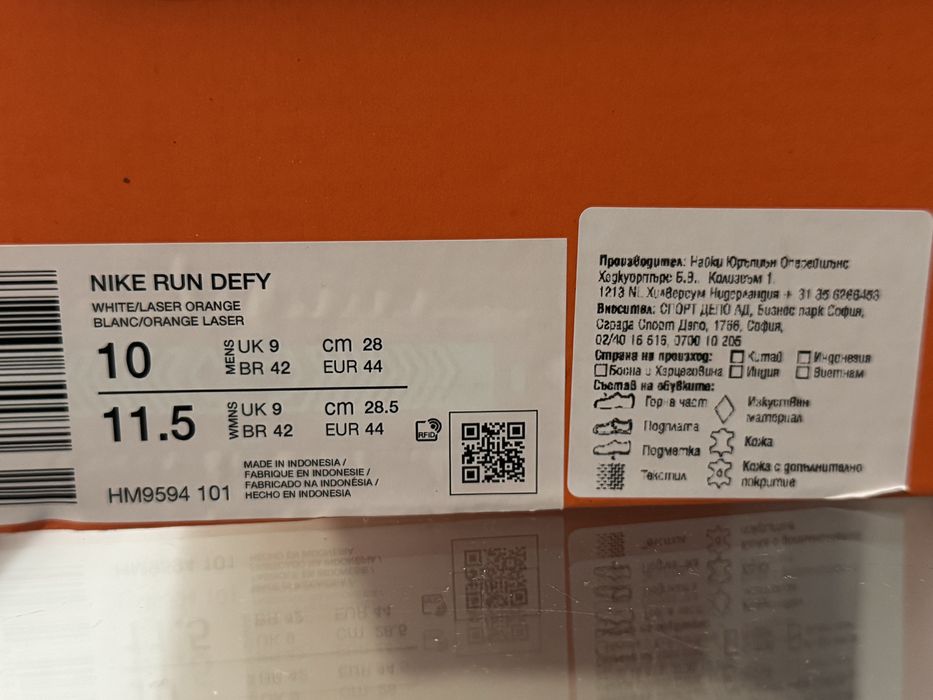 NIKE RUN DEFY
WHITE/LASER ORANGE
BLANC/ORANGE LASER
10 MENS UK 9 cm 28
BR 42 EUR 44
11.5 WMNS UK 9 cm 28.5
BR 42 EUR 44
RFID
MADE IN INDONESIA /
FABRIQUE EN INDONESIE /
FABRICADO NA INDONÉSIA /
HM9594 101 HECHO EN INDONESIA
Производител: Найки Юръпиън Оперейшънс
Хедкуортърс Б.В., Колизеум 1
1213 NL Хилверсум Нидерландия + 31 35 6266453
Вносител: СПОРТ ДЕПО АД, Бизнес парк София,
Сграда Спорт Депо, 1766, София,
02/40 16 616, 0700 10 206
Страна на произход: Китай Индонезия
Босна и Херцеговина Индия Виетнам
Състав на обувките:
Горна част Изкуствен
материал
Подплата
Кожа
Подметка
Текстил Кожа с допълнително
покритие